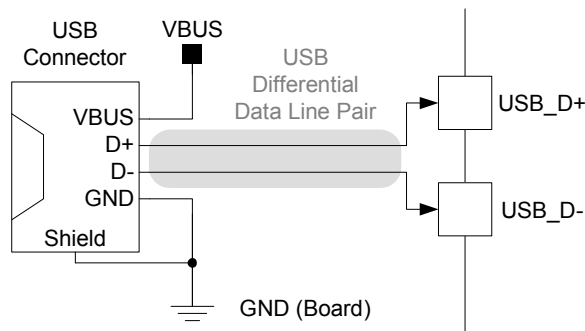 USB
Connector
VBUS
USB
Differential
Data Line Pair
VBUS
D+
D-
GND
Shield
USB_D+
USB_D-
GND (Board)